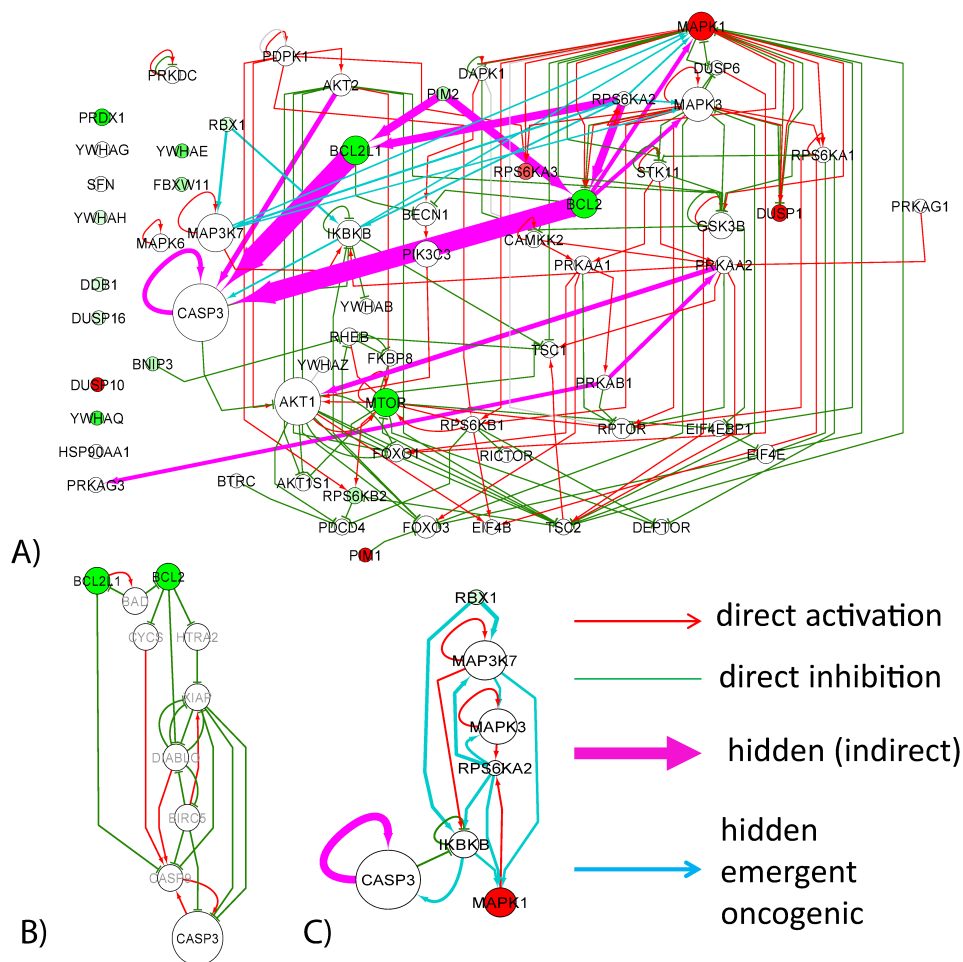 MAPK1
PDPK1
DUSP6
PRKDC
DAPK1
AKT2
PIM2
RPS6KA2
MAPK3
PRDX1
RBX1
YWHAG
YWHAE
BCL2L1
RPS6KA1
RPS6KA3
STK11
SFN
FBXW11
BCL2
PRKAG1
YWHAH
BECN1
DUSP1
MAPK6
MAP3K7
IKBKB
GSK3B
CAMKK2
PIK3C3
PRKAA1
PRKAA2
DDB1
CASP3
YWHAB
DUSP16
RHEB
TSC1
BNIP3
YWHAZ
FKBP8
DUSP10
PRKAB1
AKT1
MTOR
YWHAQ
RPS6KB1
RPTOR
EIF4EBP1
HSP90AA1
FOXO1
RICTOR
EIF4E
PRKAG3
BTRC
AKT1S1
RPS6KB2
PDCD4
FOXO3
EIF4B
TSC2
DEPTOR
PIM1
A)
BCL2L1
BCL2
BAD
CYCS
HTRA2
XIAP
DIABLO
BIRC5
CASP9
CASP3
B)
RBX1
MAP3K7
MAPK3
RPS6KA2
IKBKB
CASP3
MAPK1
C)
direct activation
direct inhibition
hidden (indirect)
hidden
emergent
oncogenic